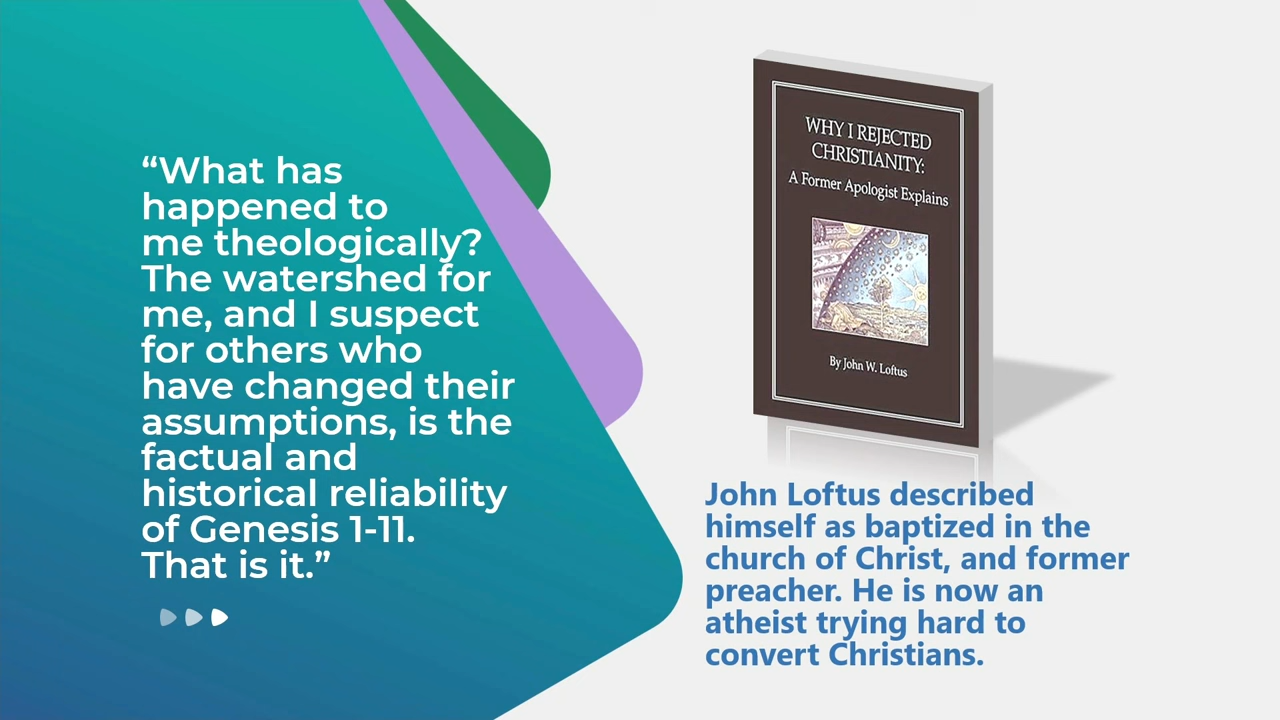 “What has
happened to
me theologically?
The watershed for
me, and I suspect
for others who
have changed their
assumptions, is the
factual and
historical reliability
of Genesis 1-11.
That is it.”
WHY I REJECTED
CHRISTIANITY:
A Former Apologist Explains
By John W. Loftus
John Loftus described
himself as baptized in the
church of Christ, and former
preacher. He is now an
atheist trying hard to
convert Christians.